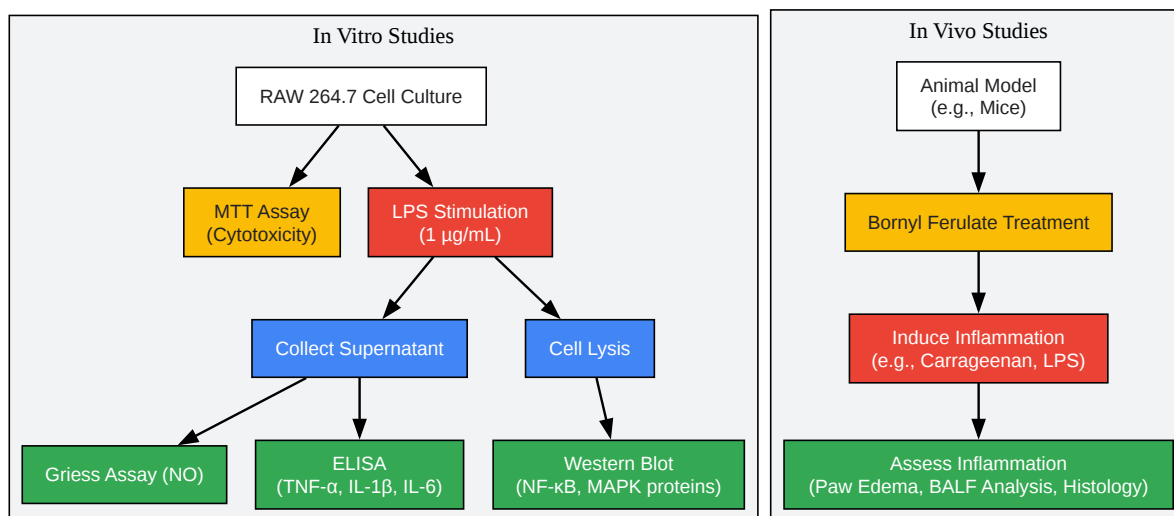 In Vitro Studies
RAW 264.7 Cell Culture
MTT Assay
(Cytotoxicity)
LPS Stimulation
(1 µg/mL)
Collect Supernatant
Cell Lysis
Griess Assay (NO)
ELISA
(TNF-α, IL-1β, IL-6)
Western Blot
(NF-κB, MAPK proteins)
In Vivo Studies
Animal Model
(e.g., Mice)
Bornyl Ferulate Treatment
Induce Inflammation
(e.g., Carrageenan, LPS)
Assess Inflammation
(Paw Edema, BALF Analysis, Histology)